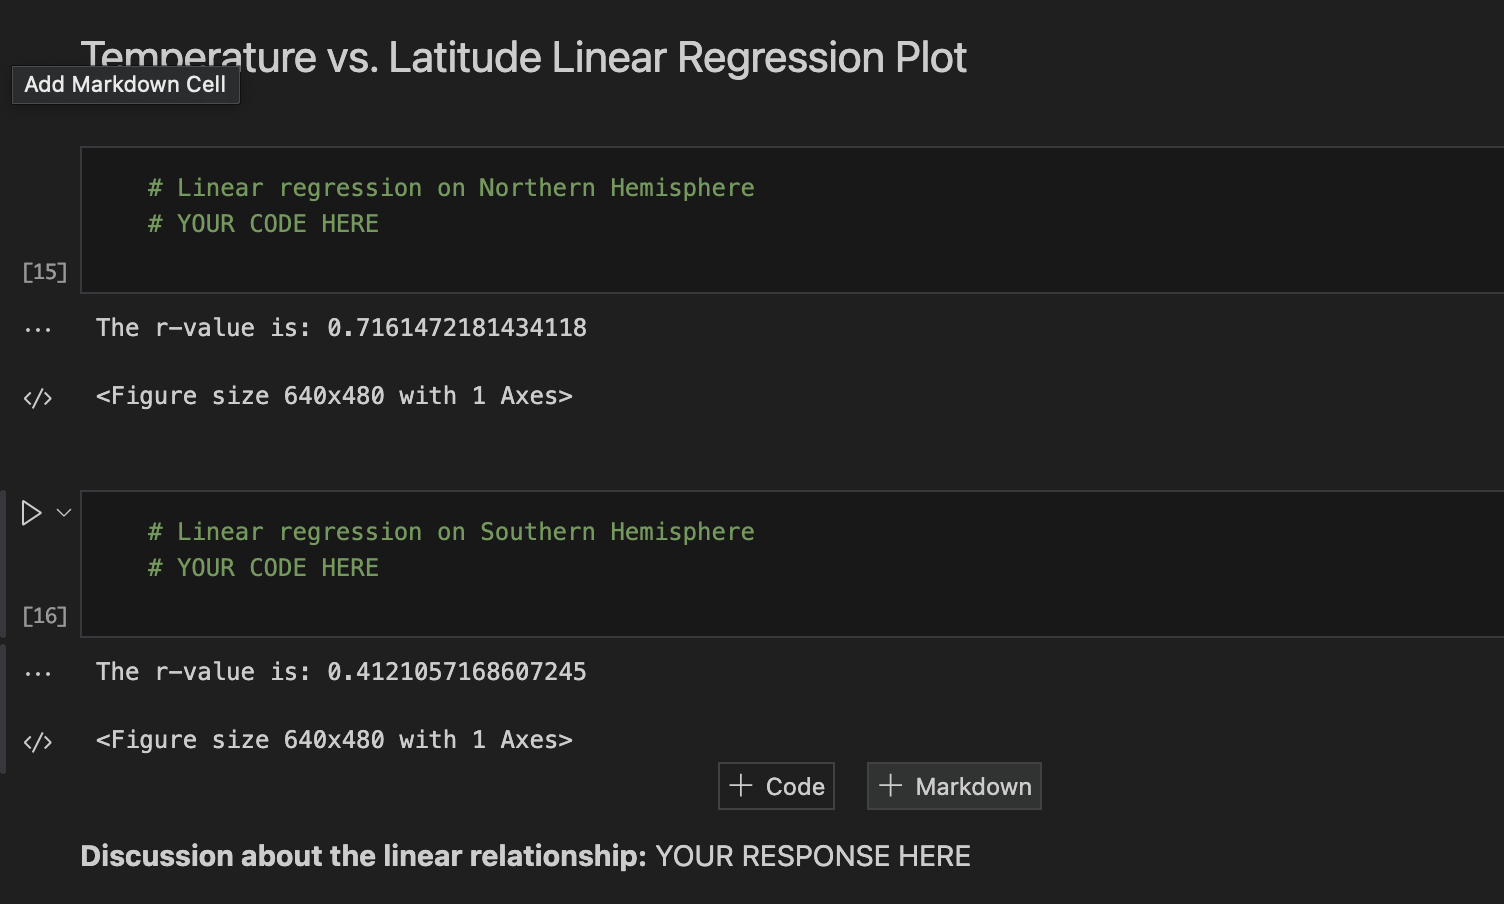 Temperature vs. Latitude Linear Regression Plot
Add Markdown Cell
# Linear regression on Northern Hemisphere
# YOUR CODE HERE
[15]
... The r-value is: 0.7161472181434118
</> <Figure size 640x480 with 1 Axes>
# Linear regression on Southern Hemisphere
# YOUR CODE HERE
[16]
... The r-value is: 0.4121057168607245
</> <Figure size 640x480 with 1 Axes>
+ Code + Markdown
Discussion about the linear relationship: YOUR RESPONSE HERE